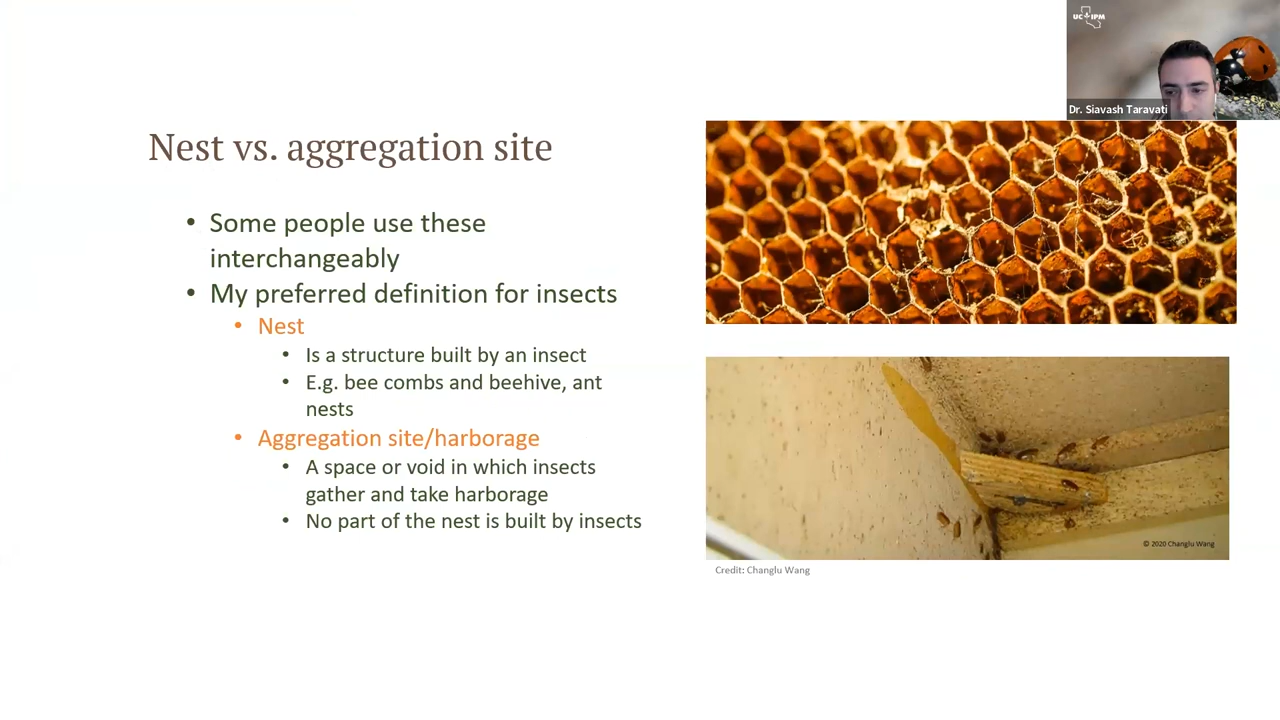 UC IPM
Dr. Siavash Taravati
Nest vs. aggregation site
• Some people use these
interchangeably
• My preferred definition for insects
• Nest
• Is a structure built by an insect
• E.g. bee combs and beehive, ant
nests
• Aggregation site/harborage
• A space or void in which insects
gather and take harborage
• No part of the nest is built by insects
© 2020 Changlu Wang
Credit: Changlu Wang